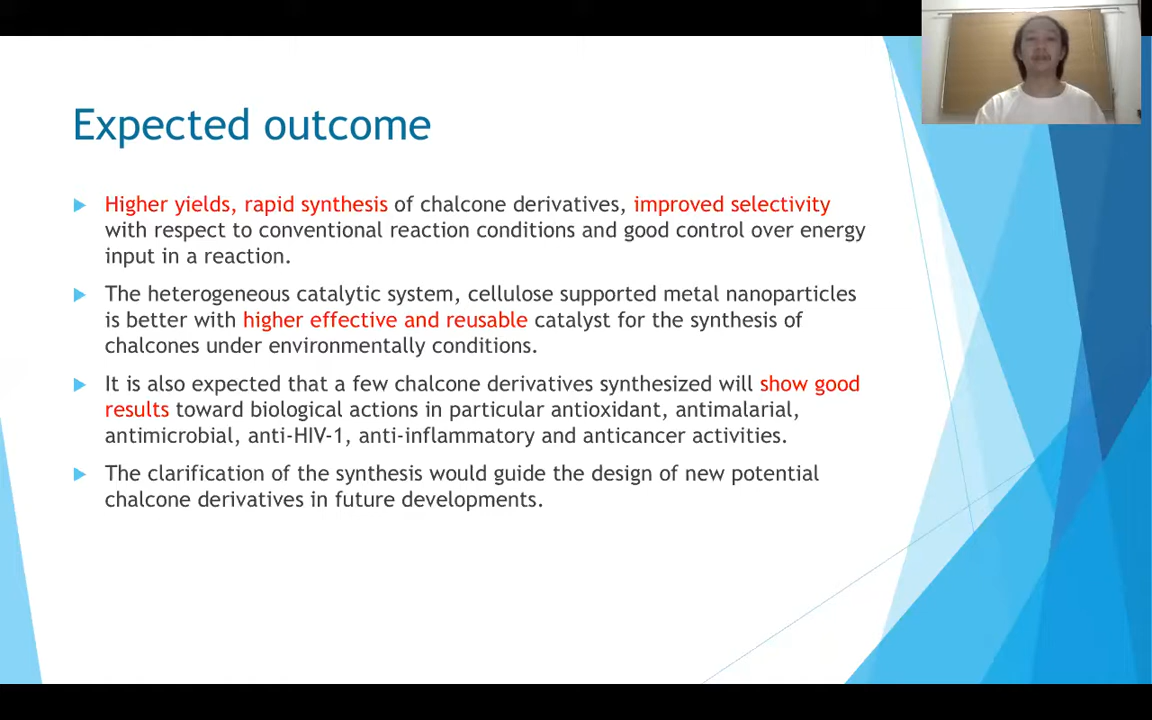 Expected outcome
Higher yields, rapid synthesis of chalcone derivatives, improved selectivity
with respect to conventional reaction conditions and good control over energy
input in a reaction.
The heterogeneous catalytic system, cellulose supported metal nanoparticles
is better with higher effective and reusable catalyst for the synthesis of
chalcones under environmentally conditions.
It is also expected that a few chalcone derivatives synthesized will show good
results toward biological actions in particular antioxidant, antimalarial,
antimicrobial, anti-HIV-1, anti-inflammatory and anticancer activities.
The clarification of the synthesis would guide the design of new potential
chalcone derivatives in future developments.